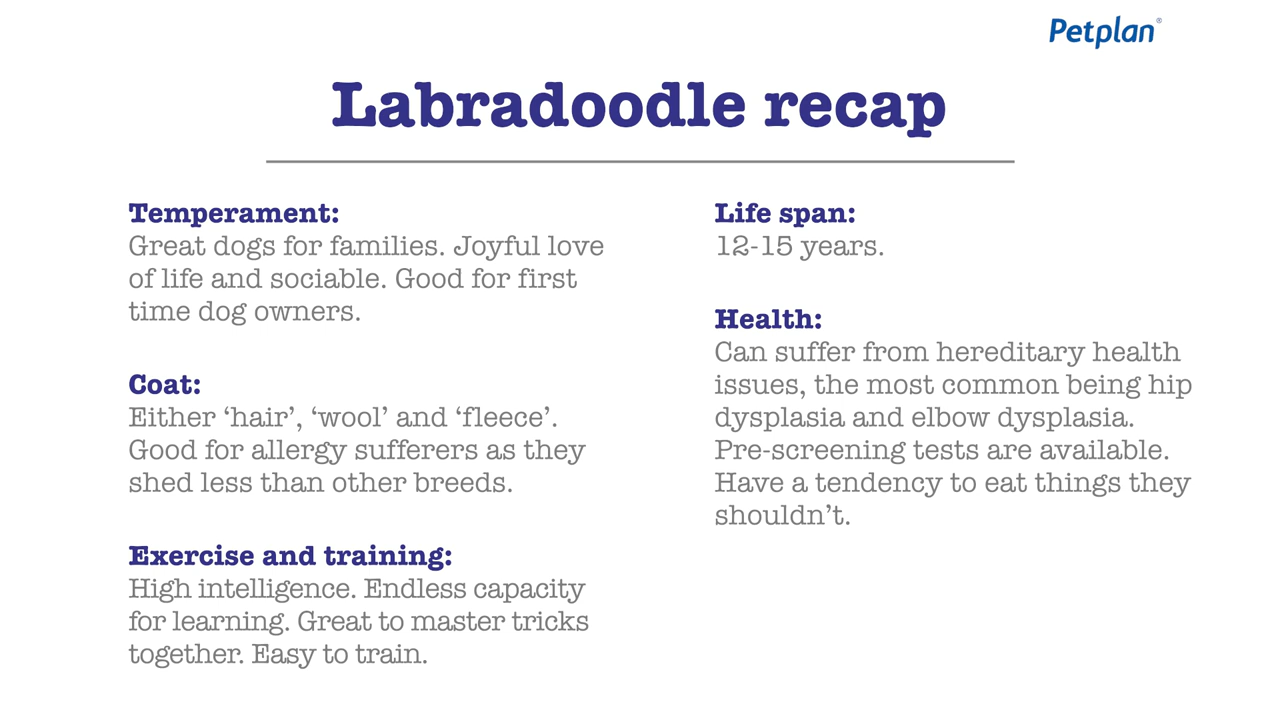 Petplan®
Labradoodle recap
Temperament:
Great dogs for families. Joyful love
of life and sociable. Good for first
time dog owners.
Coat:
Either ‘hair’, ‘wool’ and ‘fleece’.
Good for allergy sufferers as they
shed less than other breeds.
Exercise and training:
High intelligence. Endless capacity
for learning. Great to master tricks
together. Easy to train.
Life span:
12-15 years.
Health:
Can suffer from hereditary health
issues, the most common being hip
dysplasia and elbow dysplasia.
Pre-screening tests are available.
Have a tendency to eat things they
shouldn’t.